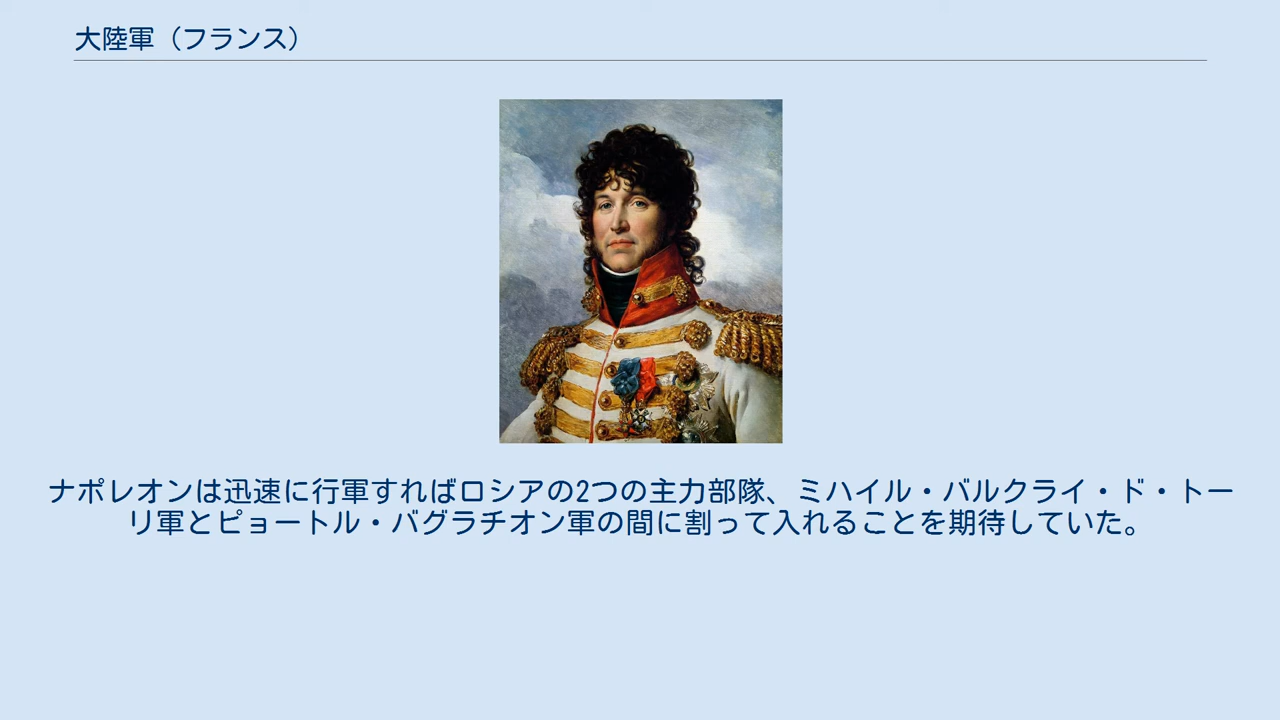 大陸軍（フランス）
ナポレオンは迅速に行軍すればロシアの2つの主力部隊、ミハイル・バルクライ・ド・トー
リ軍とピョートル・バグラチオン軍の間に割って入れることを期待していた。